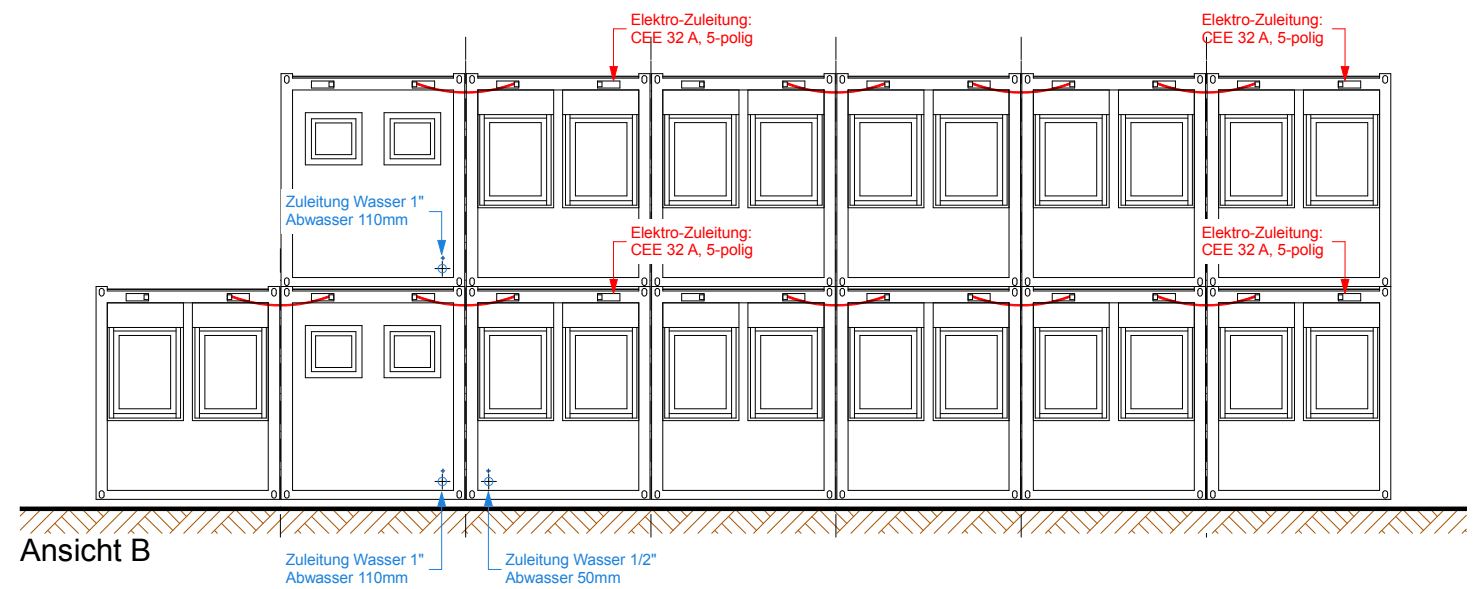 Elektro-Zuleitung:
CEE 32 A, 5-polig
Elektro-Zuleitung:
CEE 32 A, 5-polig
Zuleitung Wasser 1"
Abwasser 110mm
Elektro-Zuleitung:
CEE 32 A, 5-polig
Elektro-Zuleitung:
CEE 32 A, 5-polig
Ansicht B
Zuleitung Wasser 1"
Abwasser 110mm
Zuleitung Wasser 1/2"
Abwasser 50mm